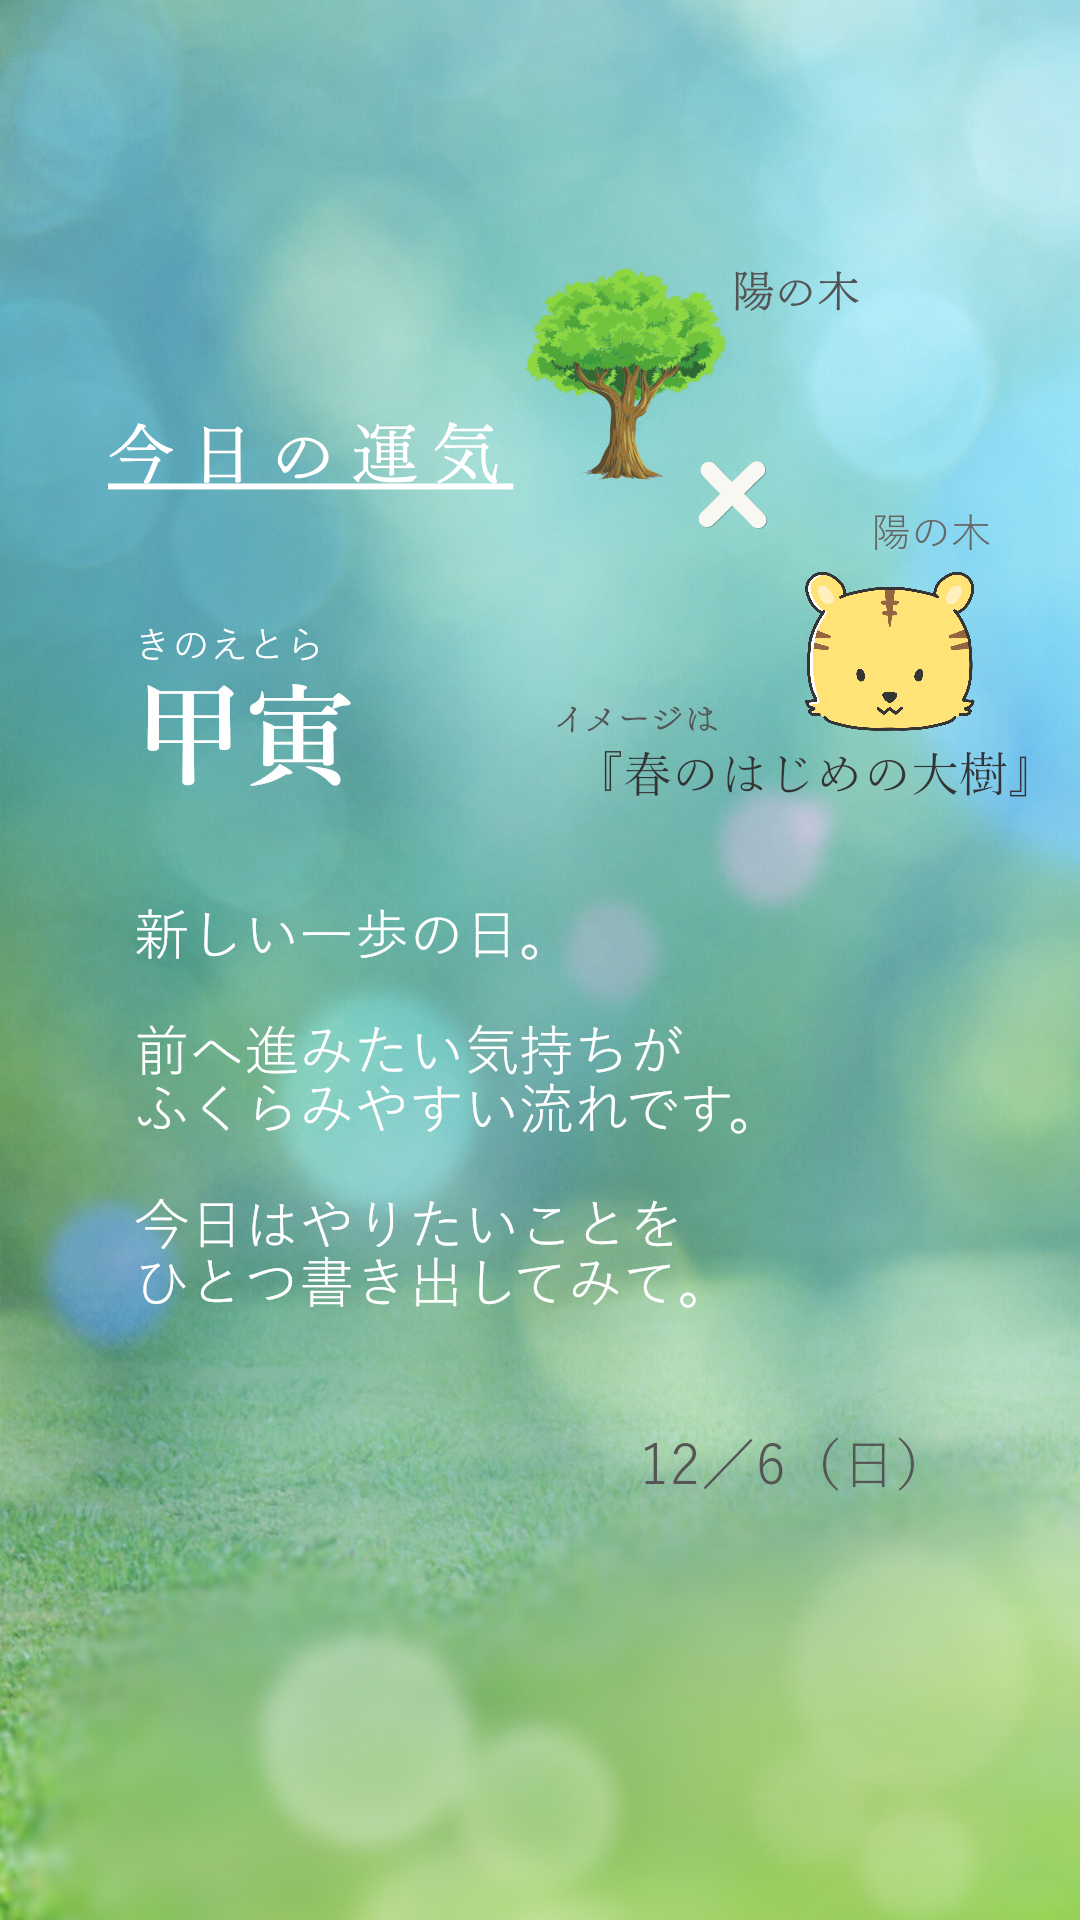 陽の木
今日の運気
陽の木
きのえとら
甲寅
イメージは
『春のはじめの大樹』
新しい一歩の日。
前へ進みたい気持ちが
ふくらみやすい流れです。
今日はやりたいことを
ひとつ書き出してみて。
12／6（日）